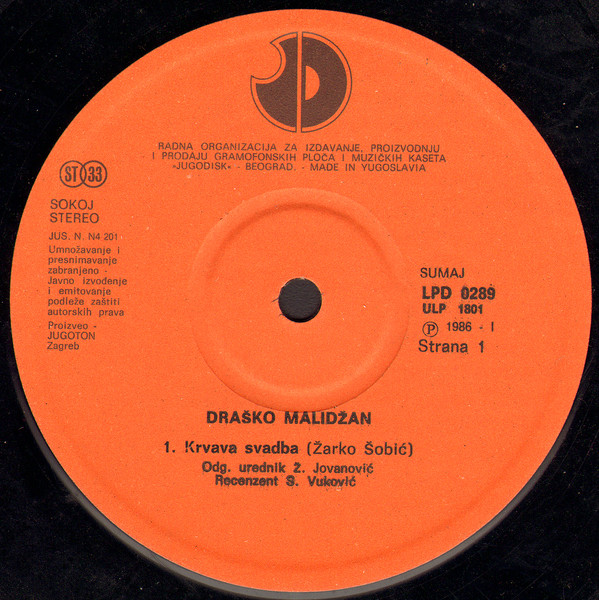 JD
RADNA ORGANIZACIJA ZA IZDAVANJE, PROIZVODNJU
I PRODAJU GRAMOFONSKIH PLOČA I MUZIČKIH KASETA
«JUGODISK» - BEOGRAD. - MADE IN YUGOSLAVIA
ST 33
SOKOJ
STEREO
JUS. N. N4 201
Umnožavanje i
presnimavanje
zabranjeno -
Javno izvođenje
i emitovanje
podleže zaštiti
autorskih prava
Proizveo -
JUGOTON
Zagreb
SUMAJ
LPD 0289
ULP 1801
Ⓟ 1986 - I
Strana 1
DRAŠKO MALIDŽAN
1. Krvava svadba (Žarko Šobić)
Odg. urednik Ž. Jovanović
Recenzent S. Vuković